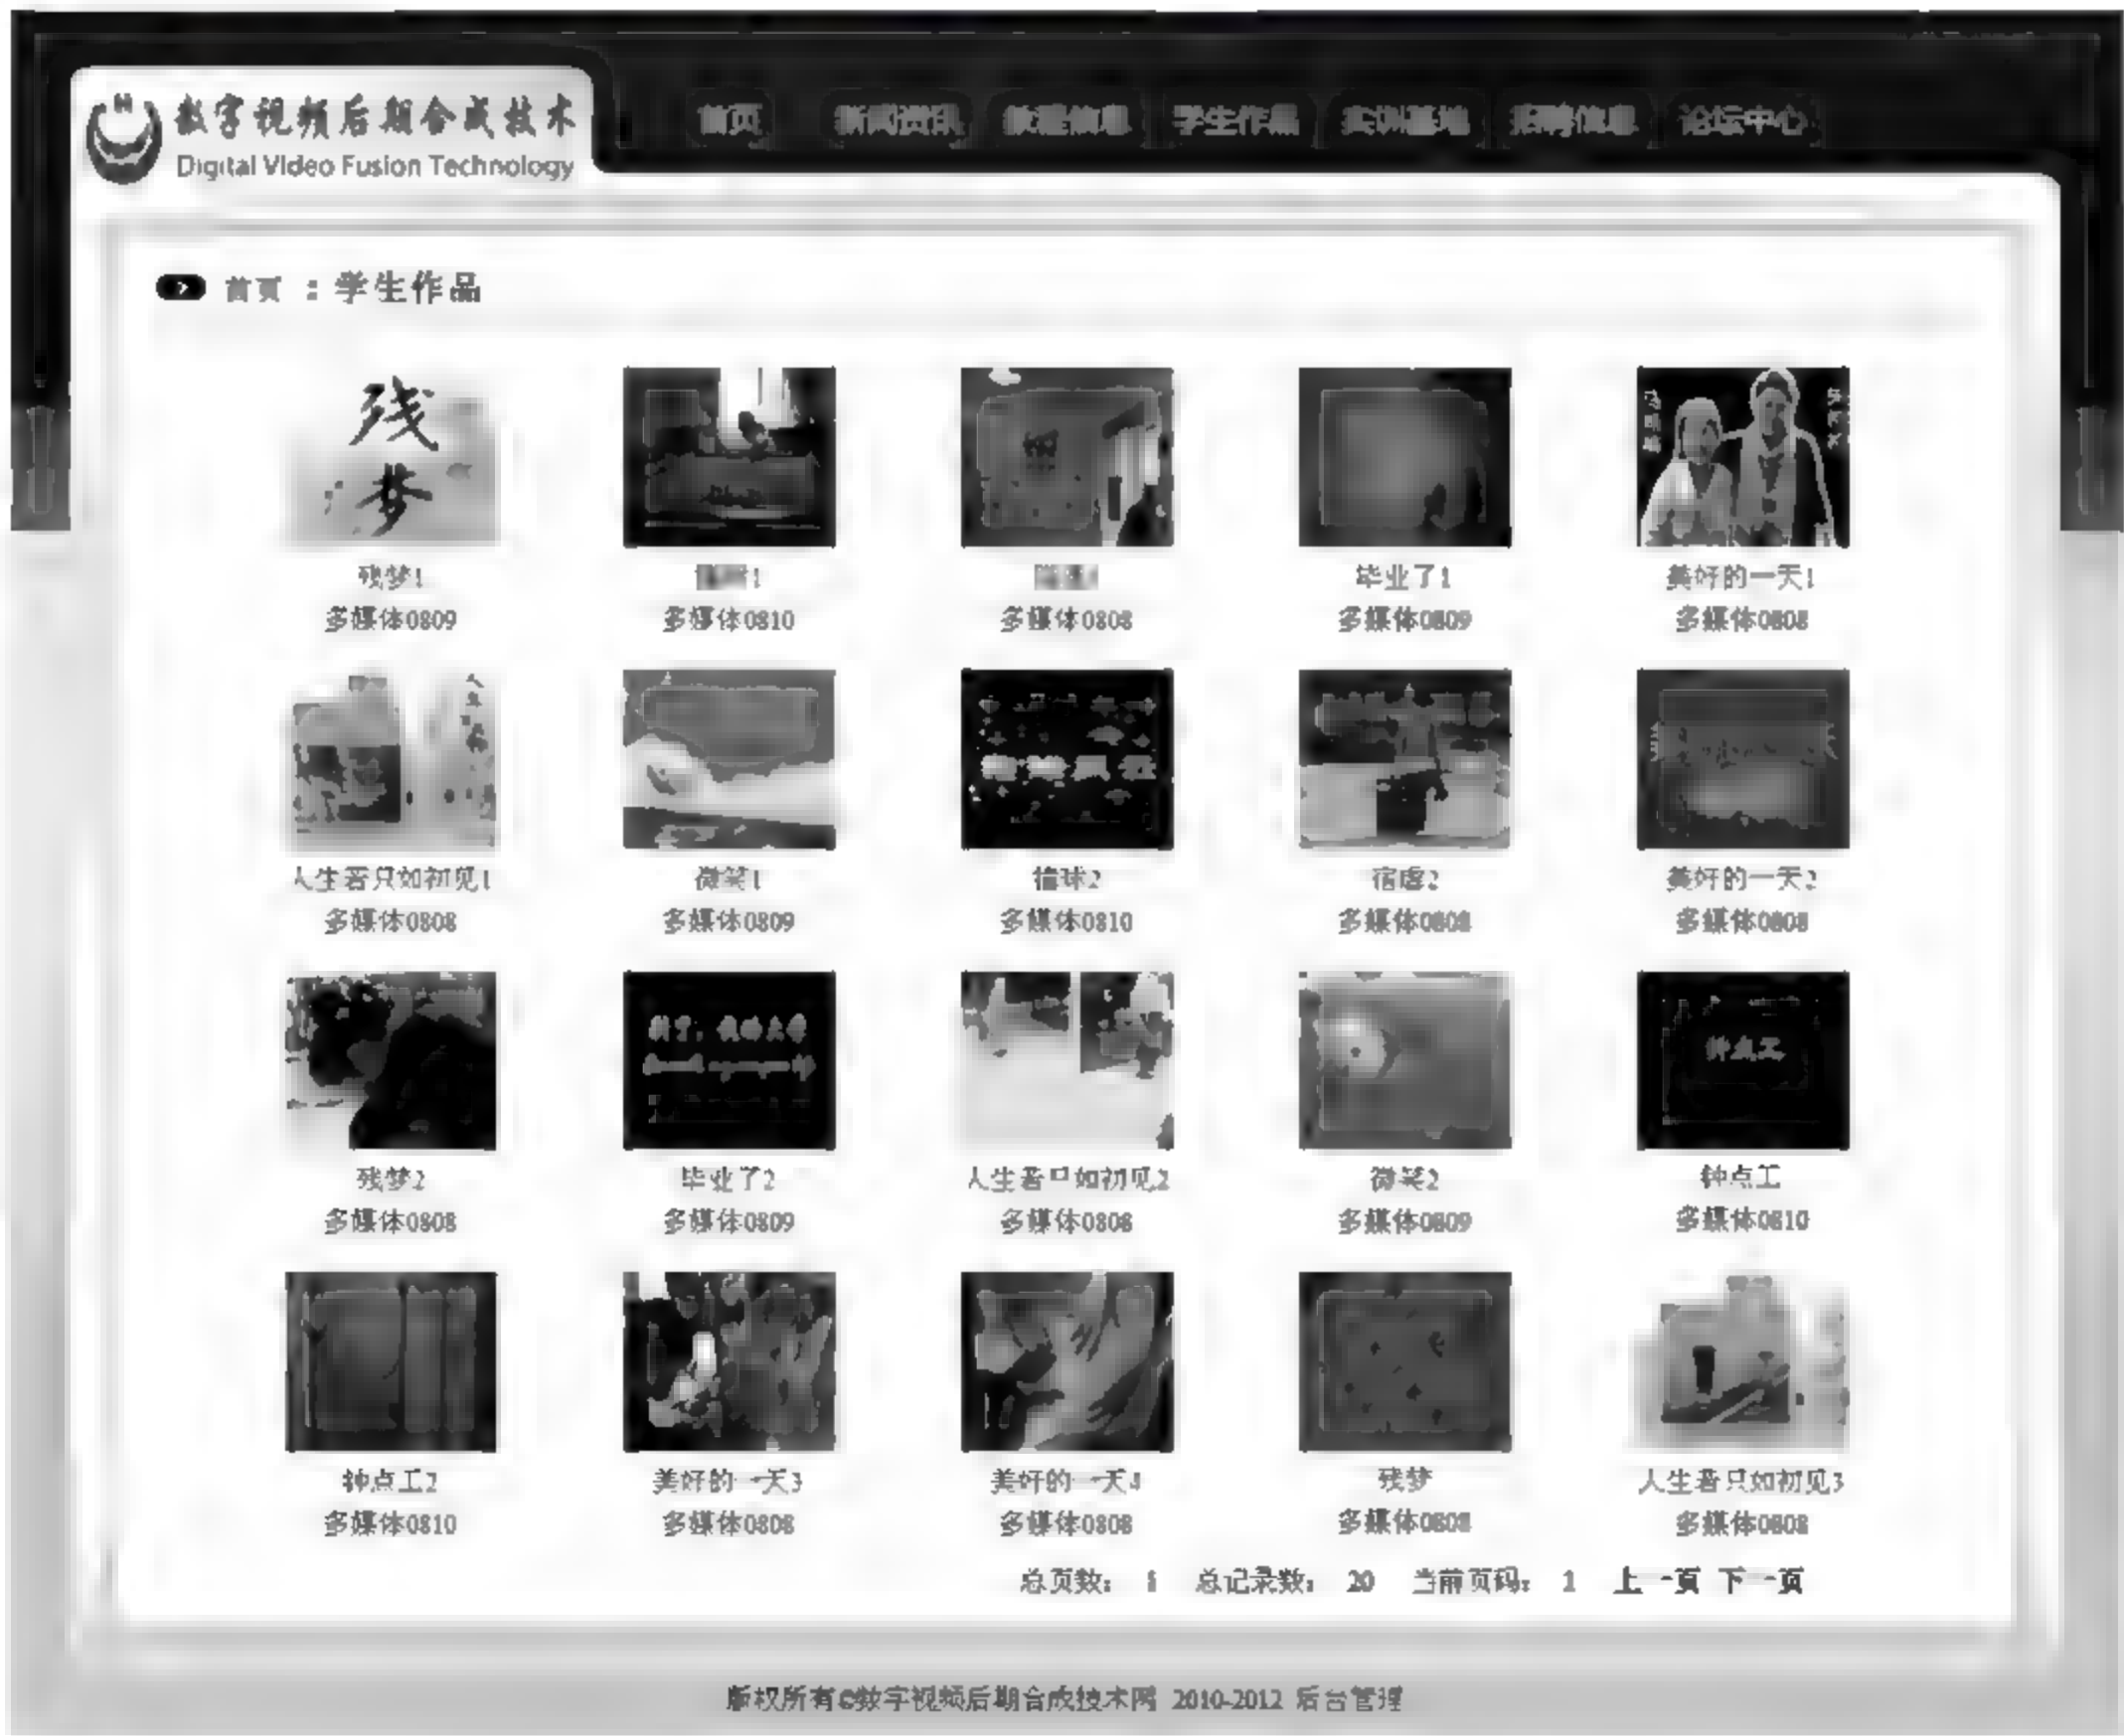 数字视频后期合成技术
Digital Video Fusion Technology
首页 新闻资讯 教程信息 学生作品 实训基地 招聘信息 论坛中心
首页 : 学生作品
残梦
残梦1 1 毕业了1 美好的一天1
多媒体0809 多媒体0810 多媒体0808 多媒体0809 多媒体0808
人生若只如初见1 微笑1 2 2 美好的一天2
多媒体0808 多媒体0809 多媒体0810 多媒体0808 多媒体0808
钟点工
残梦2 毕业了2 人生若只如初见2 微笑2 钟点工
多媒体0808 多媒体0809 多媒体0808 多媒体0809 多媒体0810
钟点工2 美好的一天3 美好的一天4 残梦 人生若只如初见3
多媒体0810 多媒体0808 多媒体0808 多媒体0808 多媒体0808
总页数: 总记录数: 20 当前页码: 1 上一页 下一页
版权所有©数字视频后期合成技术网 2010-2012 后台管理